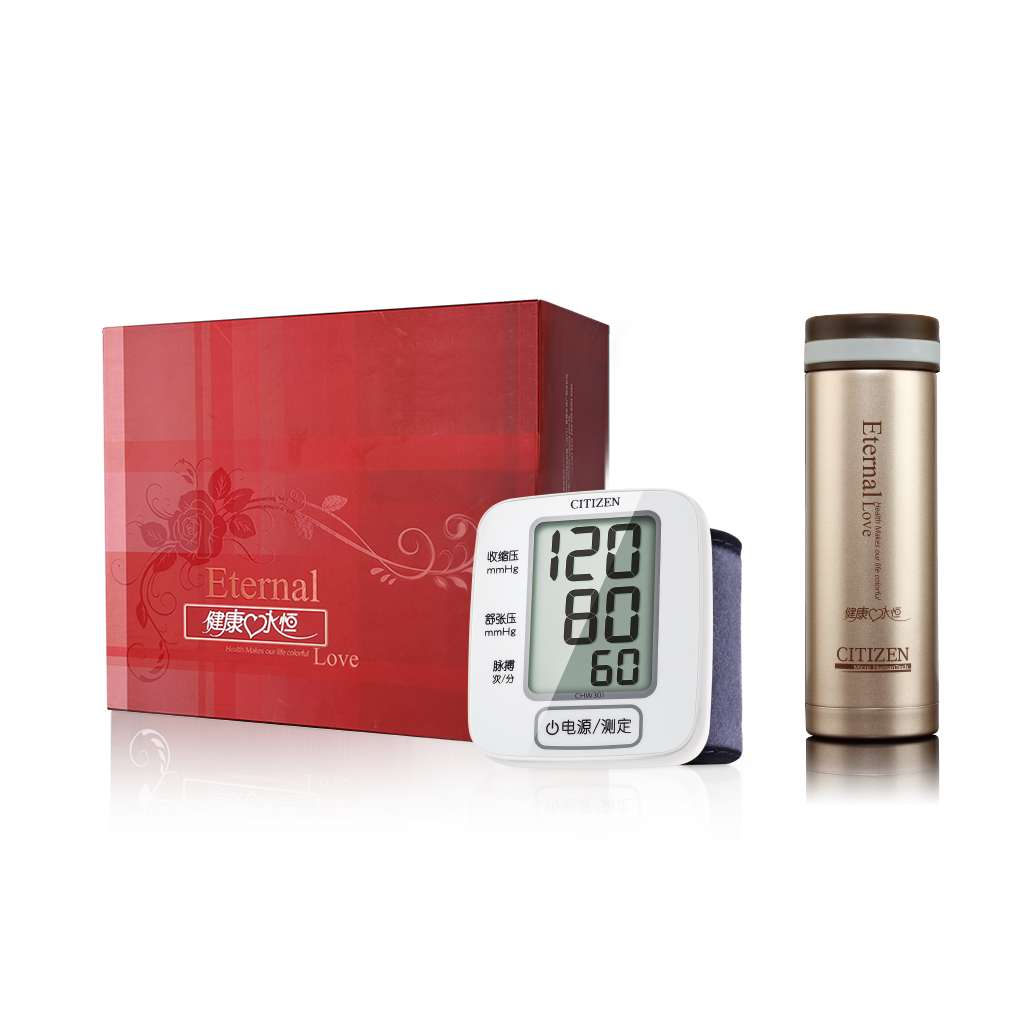 Eternal
健康永恒
Health Makes our life colorful
Love
CITIZEN
收缩压
mmHg
120
舒张压
mmHg
80
脉搏
次/分
60
CHW301
电源/测定
Eternal
Love
Health Makes our life colorful
健康永恒
CITIZEN